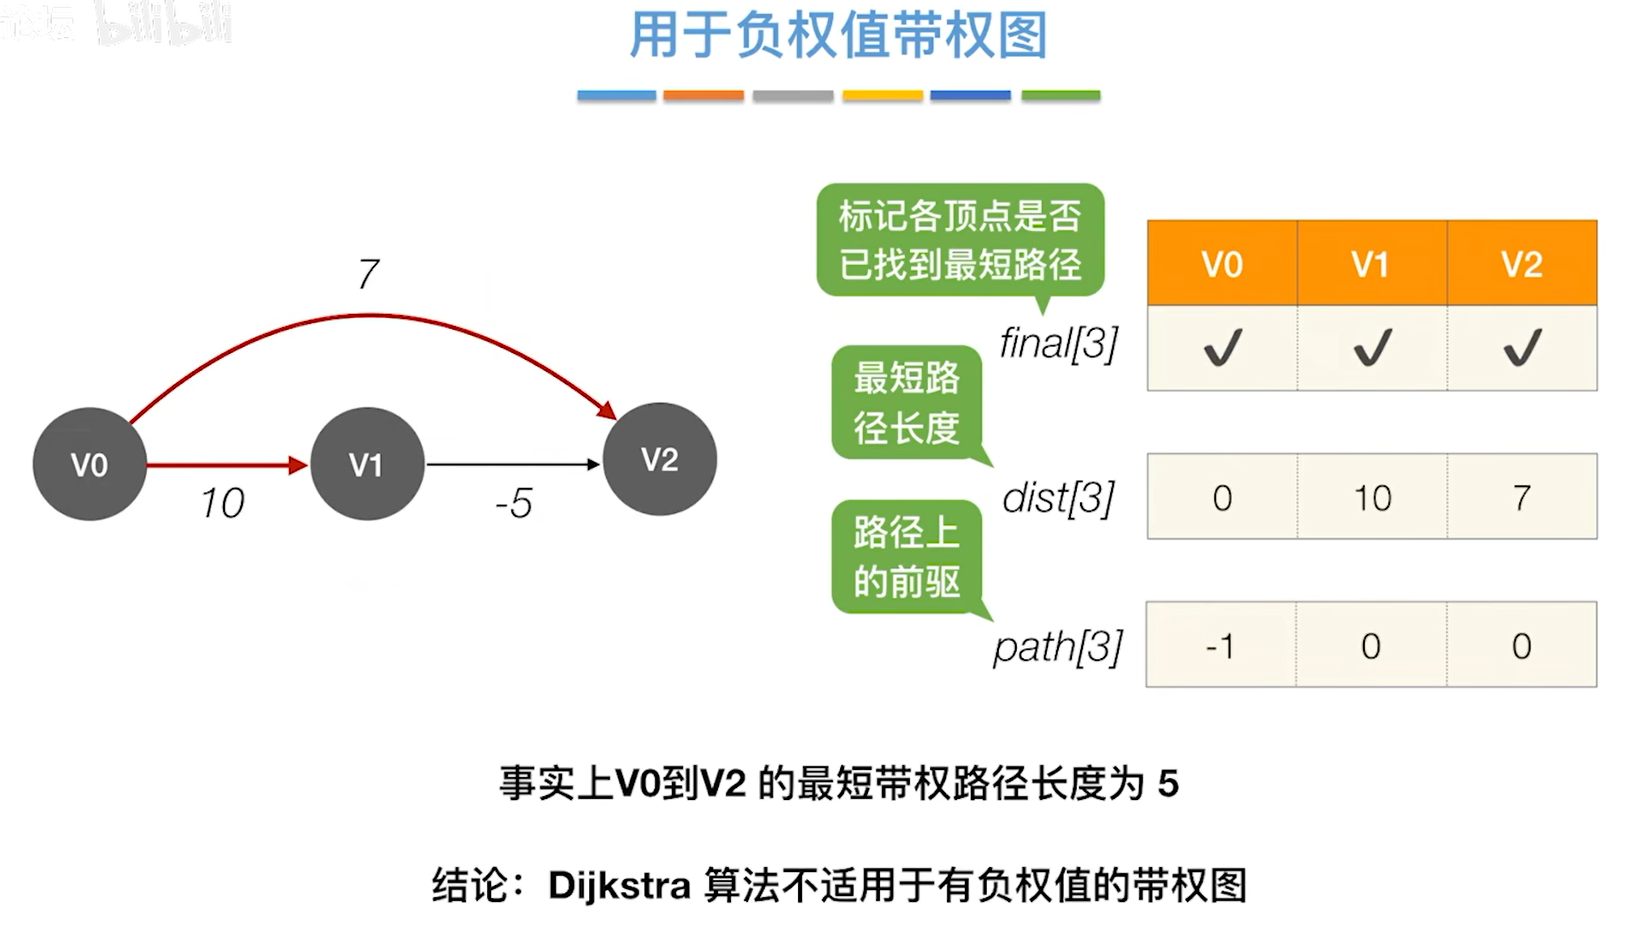 论坛 bilibili
用于负权值带权图
标记各顶点是否
已找到最短路径
V0 V1 V2
final[3]
最短路
径长度
dist[3] 0 10 7
路径上
的前驱
path[3] -1 0 0
7
V0 V1 V2
10 -5
事实上V0到V2 的最短带权路径长度为 5
结论：Dijkstra 算法不适用于有负权值的带权图